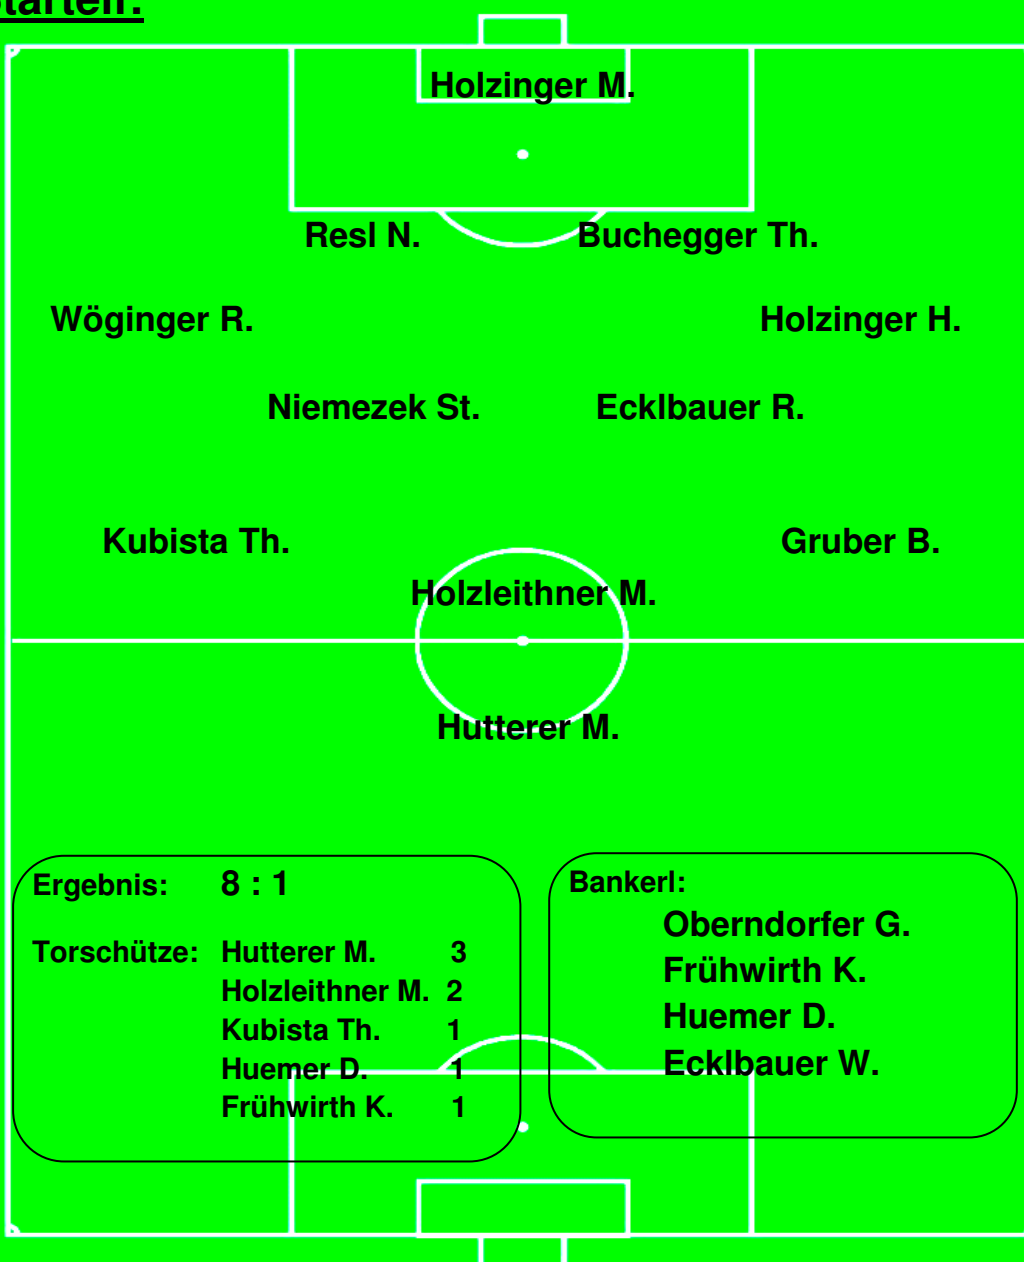 Holzinger M.
Resl N. Buchegger Th.
Wöginger R. Holzinger H.
Niemezek St. Ecklbauer R.
Kubista Th. Gruber B.
Holzleithner M.
Hutterer M.
Ergebnis: 8 : 1
Torschütze: Hutterer M. 3
Holzleithner M. 2
Kubista Th. 1
Huemer D. 1
Frühwirth K. 1
Bankerl:
Oberndorfer G.
Frühwirth K.
Huemer D.
Ecklbauer W.